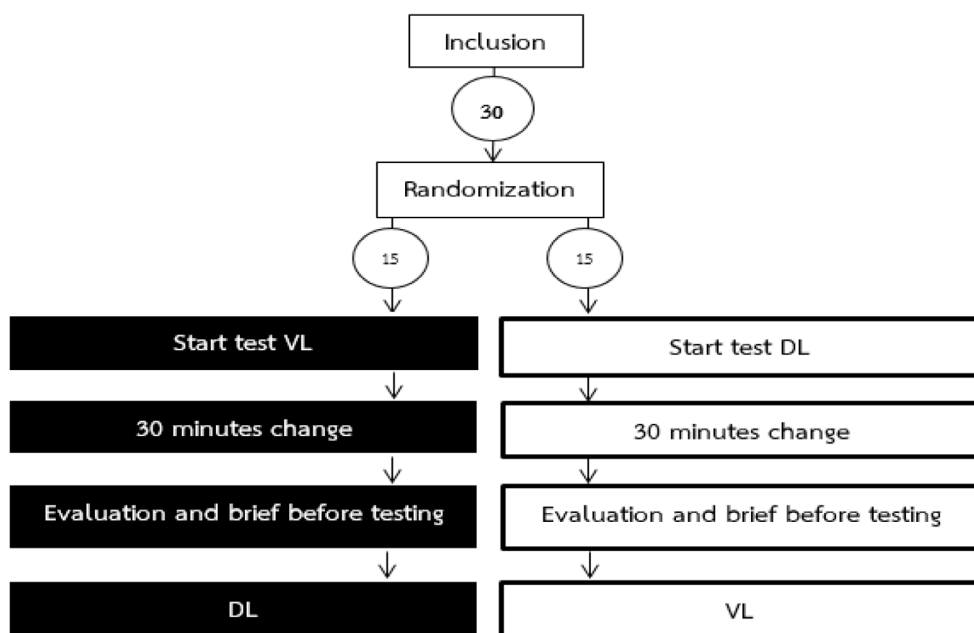 Inclusion
30
Randomization
15
15
Start test VL
Start test DL
30 minutes change
30 minutes change
Evaluation and brief before testing
Evaluation and brief before testing
DL
VL